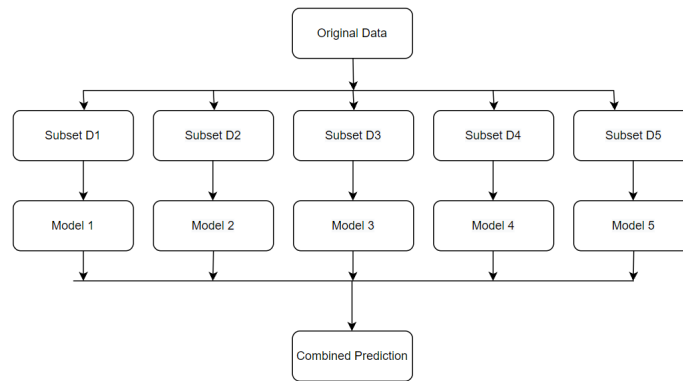 Original Data
Subset D1
Subset D2
Subset D3
Subset D4
Subset D5
Model 1
Model 2
Model 3
Model 4
Model 5
Combined Prediction